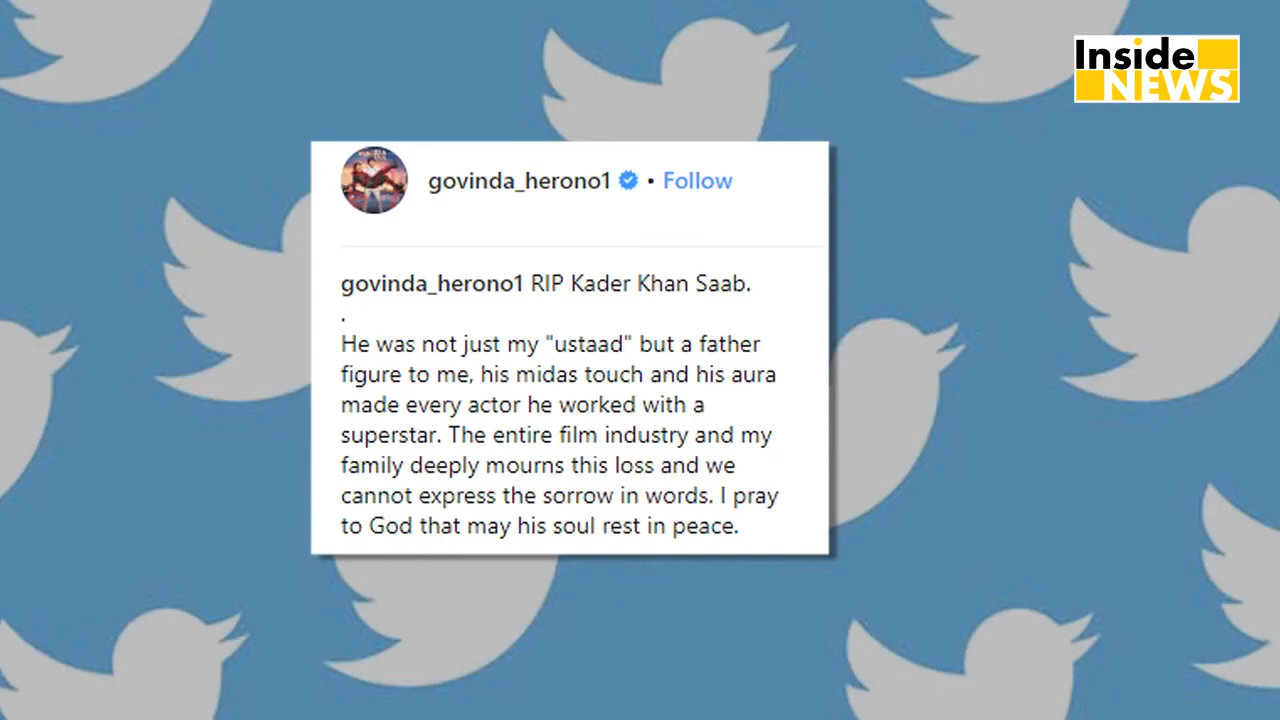 Inside
NEWS
govinda_herono1 • Follow
govinda_herono1 RIP Kader Khan Saab.
.
He was not just my "ustaad" but a father
figure to me, his midas touch and his aura
made every actor he worked with a
superstar. The entire film industry and my
family deeply mourns this loss and we
cannot express the sorrow in words. I pray
to God that may his soul rest in peace.